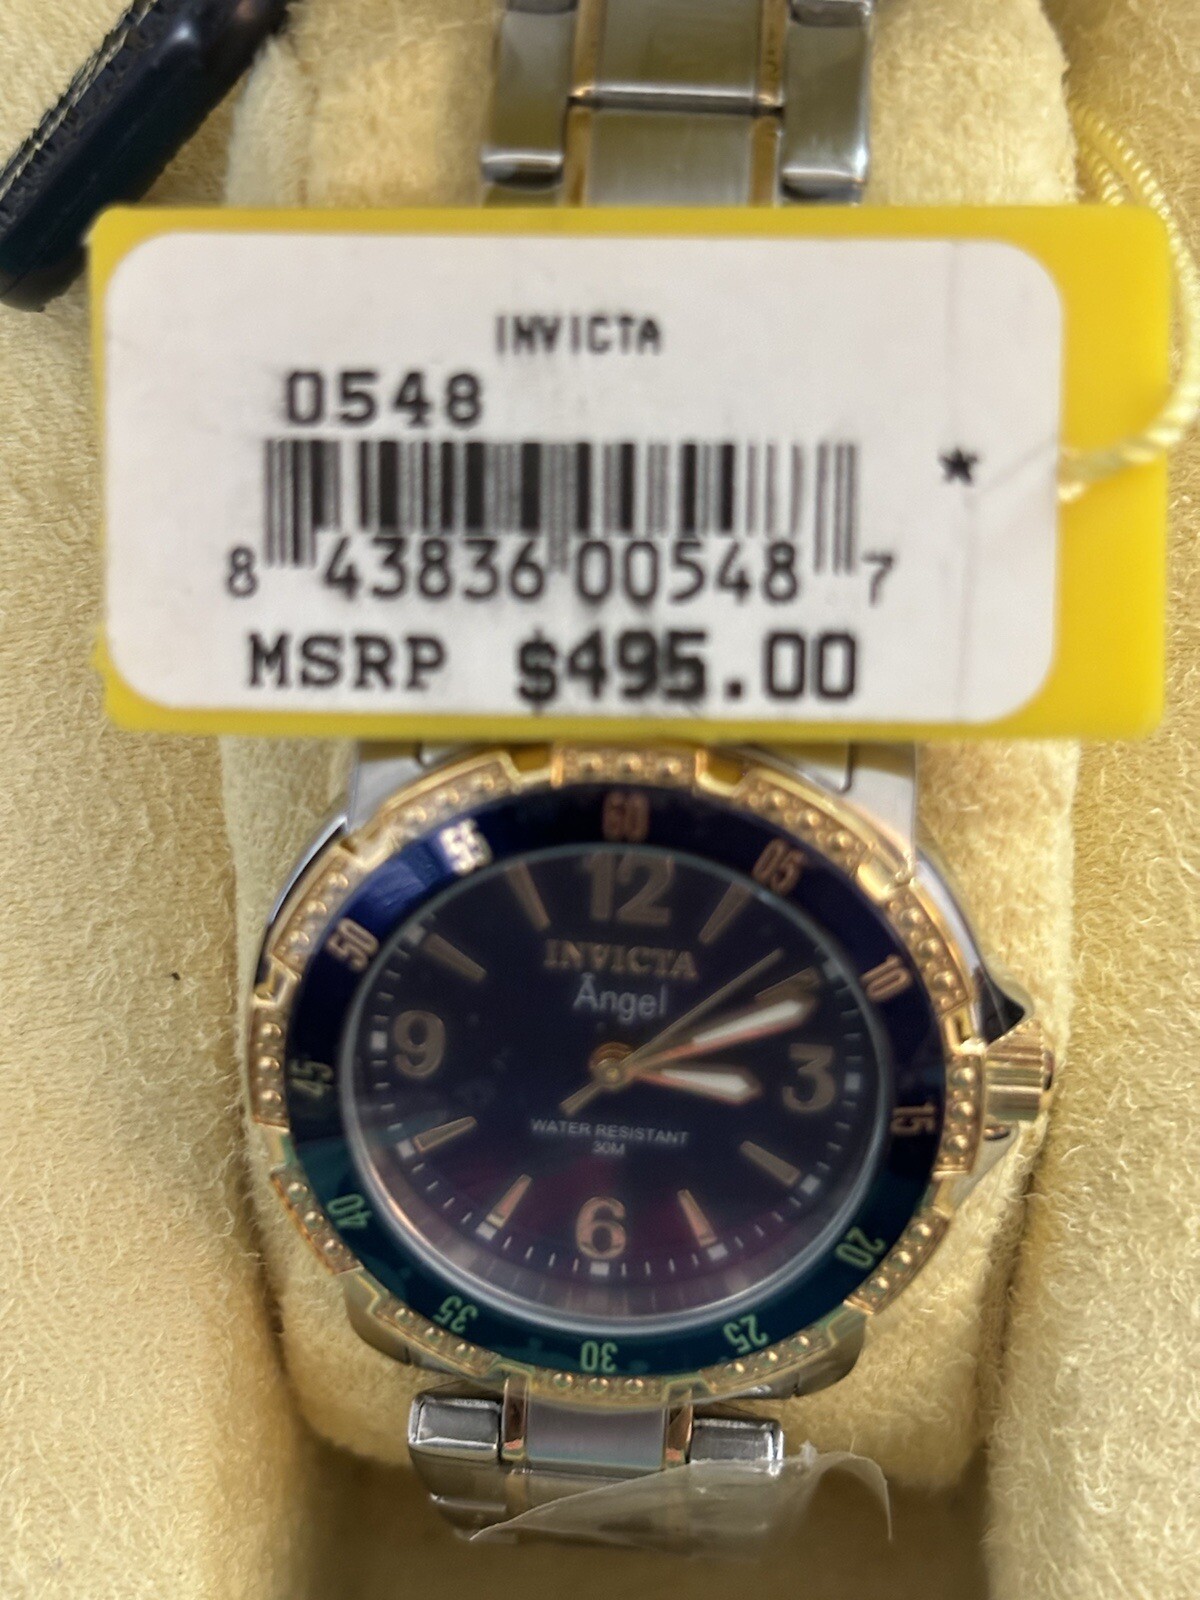 INVICTA
0548
*
8 43836 00548 7
MSRP $495.00
60
55
05
12
50
INVICTA
10
Angel
9
3
45
15
WATER RESISTANT
30M
6
40
20
35
25
30